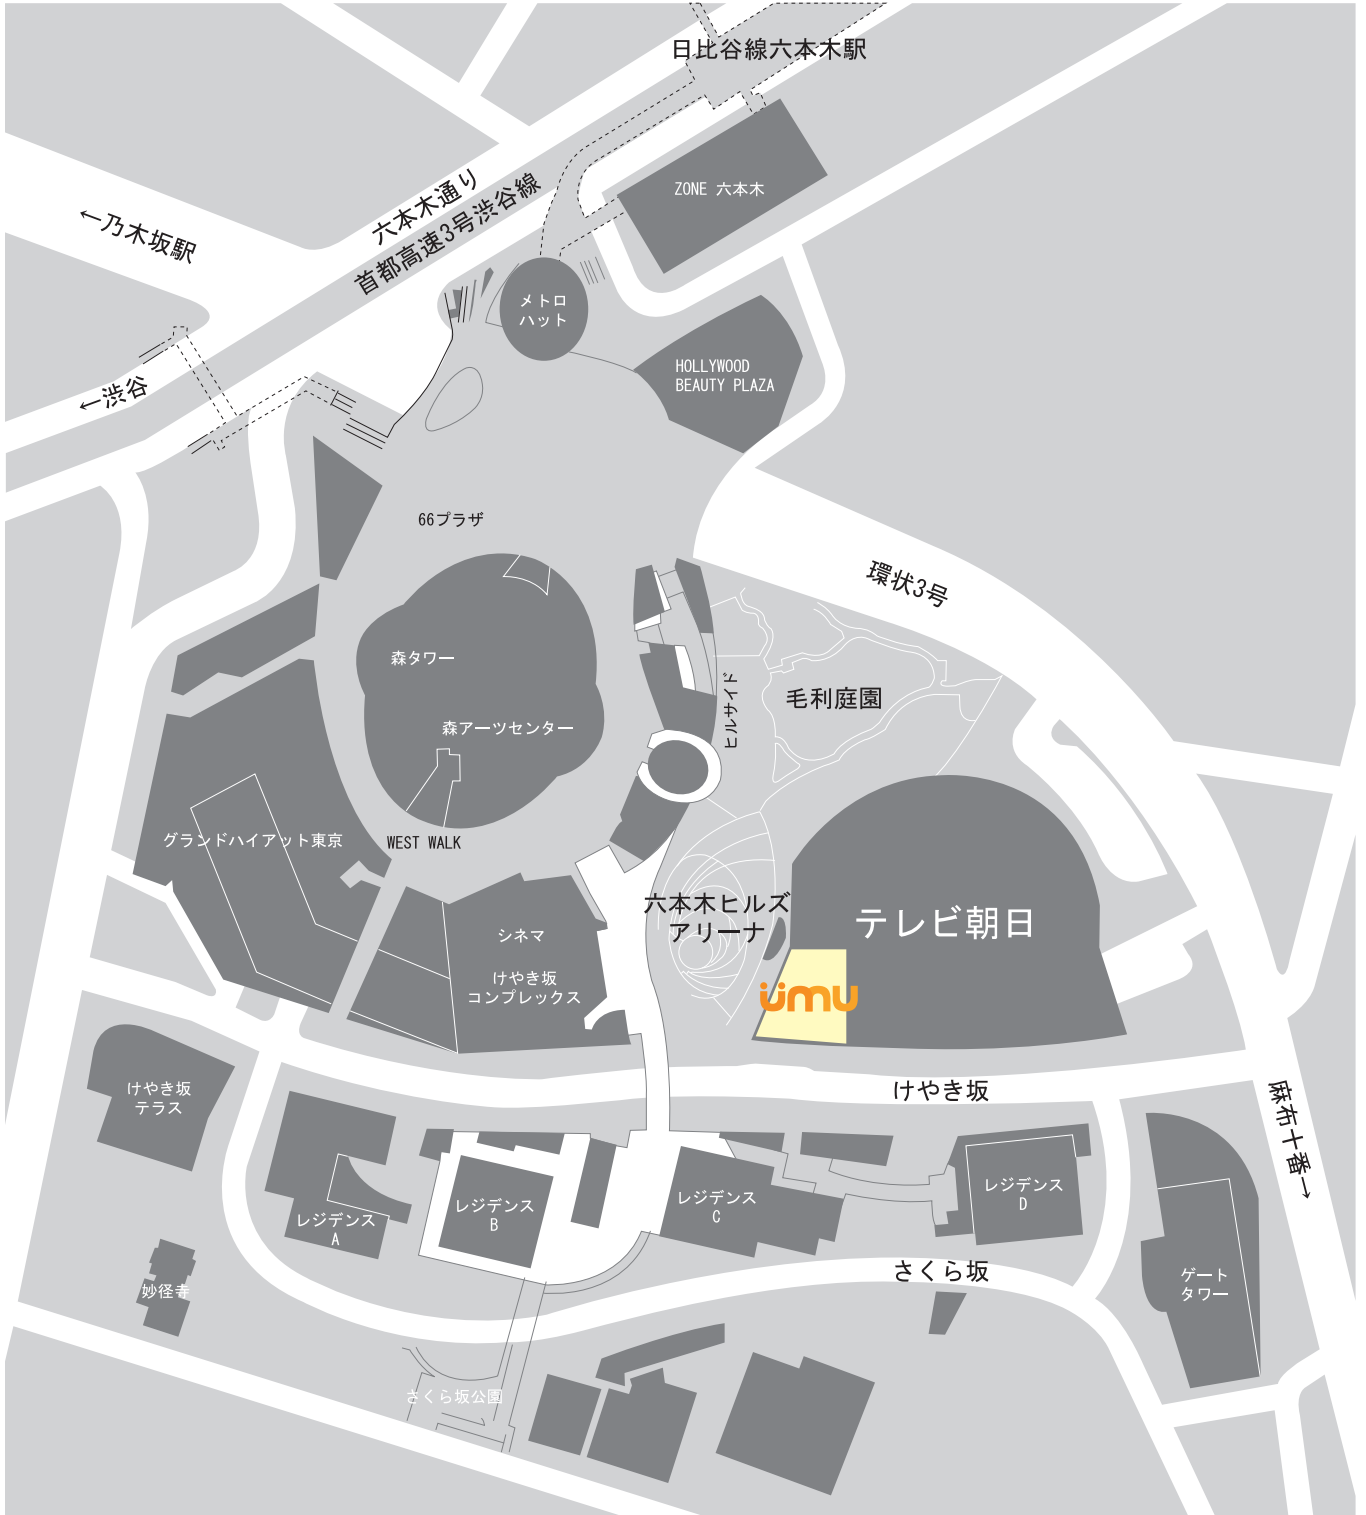 日比谷線六本木駅
ZONE 六本木
六本木通り
首都高速3号渋谷線
←乃木坂駅
メトロ
ハット
HOLLYWOOD
BEAUTY PLAZA
←渋谷
66プラザ
環状3号
森タワー
毛利庭園
ヒルサイド
森アーツセンター
グランドハイアット東京
WEST WALK
六本木ヒルズ
アリーナ
テレビ朝日
シネマ
けやき坂
コンプレックス
umu
けやき坂
けやき坂
テラス
麻布十番→
レジデンス
A
レジデンス
B
レジデンス
C
レジデンス
D
さくら坂
ゲート
タワー
妙径寺
さくら坂公園